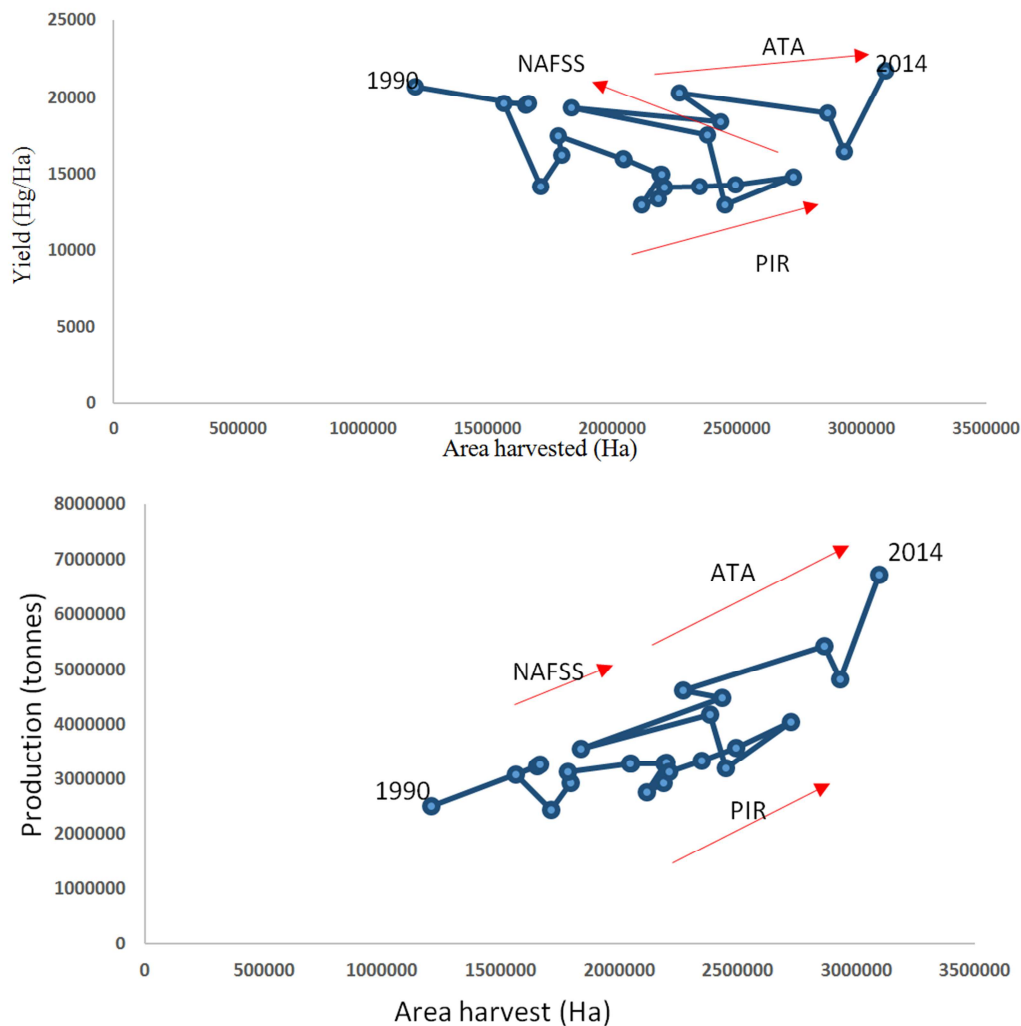 25000
20000
15000
10000
5000
0
Yield (Hg/Ha)
1990
NAFSS
ATA
2014
PIR
0 500000 1000000 1500000 2000000 2500000 3000000 3500000
Area harvested (Ha)
8000000
7000000
6000000
5000000
4000000
3000000
2000000
1000000
0
Production (tonnes)
2014
ATA
NAFSS
1990
PIR
0 500000 1000000 1500000 2000000 2500000 3000000 3500000
Area harvest (Ha)